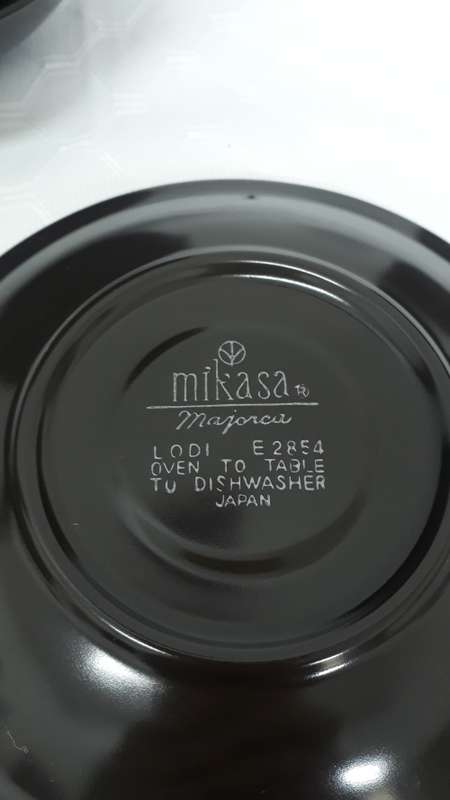 mikasa ®
Majorca
LODI E2854
OVEN TO TABLE
TO DISHWASHER
JAPAN